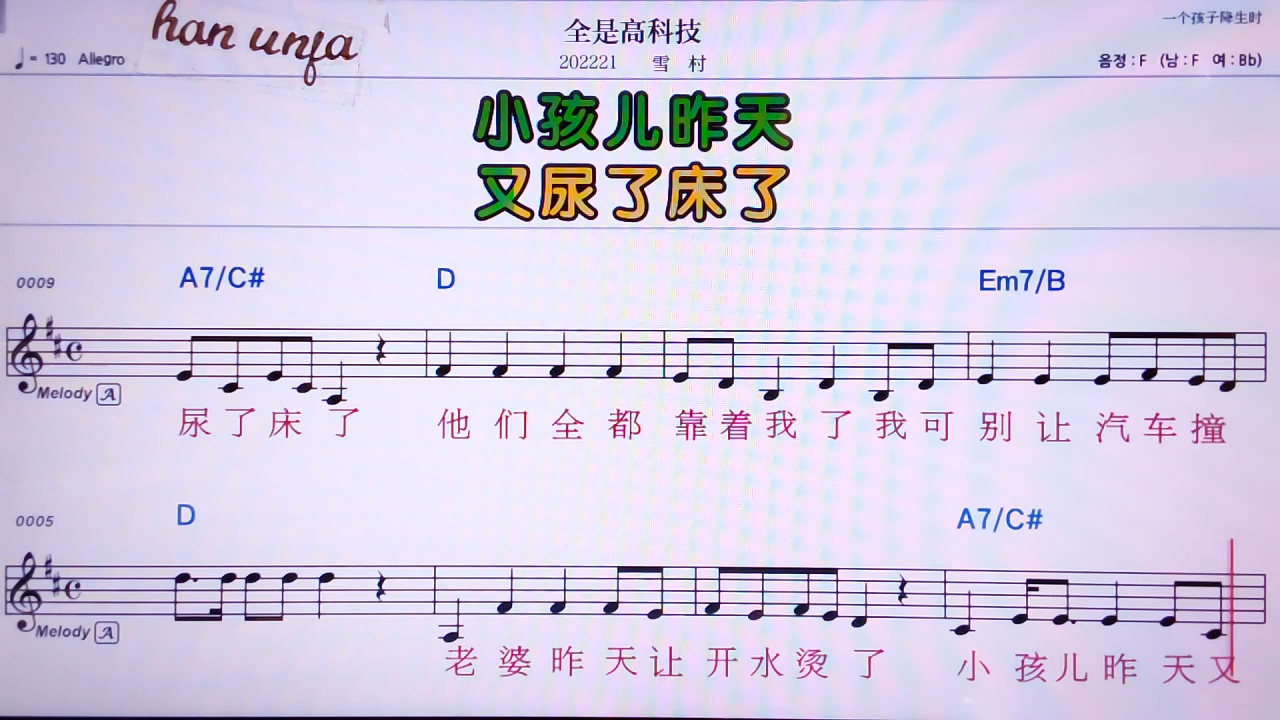 han unja
全是高科技
一个孩子降生时
♩= 130 Allegro
202221 雪 村
음정 : F (남 : F 여 : Bb)
小孩儿昨天
又尿了床了
0009
A7/C# D Em7/B
Melody A
尿了床了 他们全都靠着我了我可别让汽车撞
0005
D A7/C#
Melody A
老婆昨天让开水烫了 小孩儿昨天又